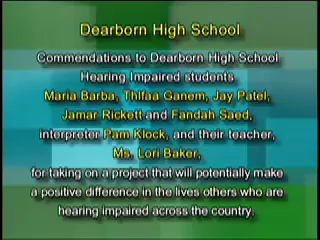 Dearborn High School
Commendations to Dearborn High School
Hearing Impaired students
Maria Barba, Thlfaa Ganem, Jay Patel,
Jamar Rickett and Fandah Saed,
interpreter Pam Klock, and their teacher,
Ms. Lori Baker,
for taking on a project that will potentially make
a positive difference in the lives others who are
hearing impaired across the country.